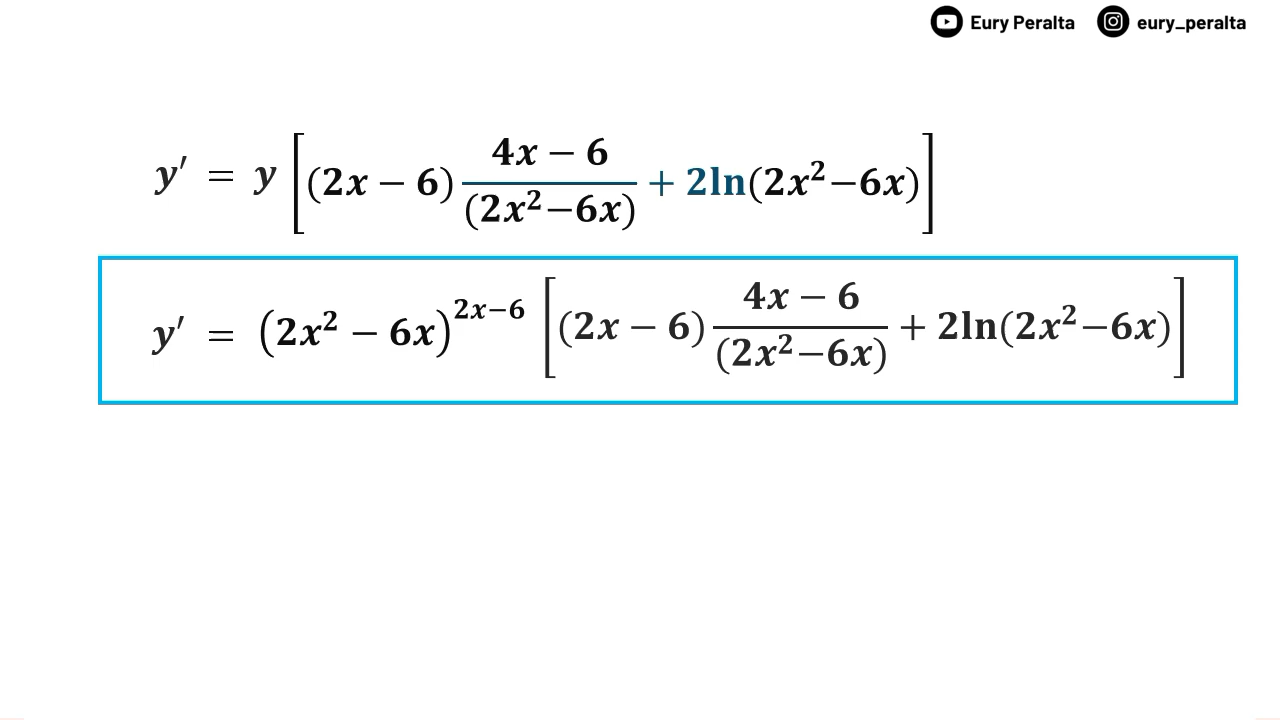 Eury Peralta eury_peralta
y′ = y [(2x − 6) (4x − 6)/(2x²−6x) + 2ln(2x²−6x)]
y′ = (2x² − 6x)²ˣ⁻⁶ [(2x − 6) (4x − 6)/(2x²−6x) + 2ln(2x²−6x)]